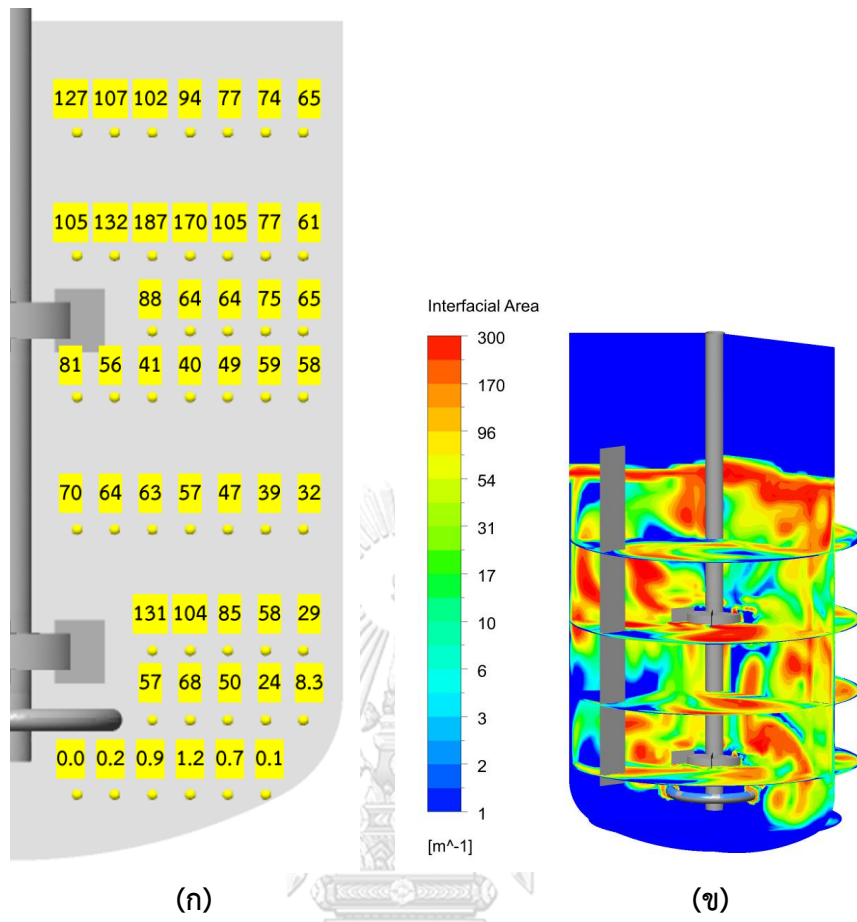 127 107 102 94 77 74 65
105 132 187 170 105 77 61
88 64 64 75 65
81 56 41 40 49 59 58
70 64 63 57 47 39 32
131 104 85 58 29
57 68 50 24 8.3
0.0 0.2 0.9 1.2 0.7 0.1
(ก)
Interfacial Area
300
170
96
54
31
17
10
6
3
2
1
[m^-1]
(ข)